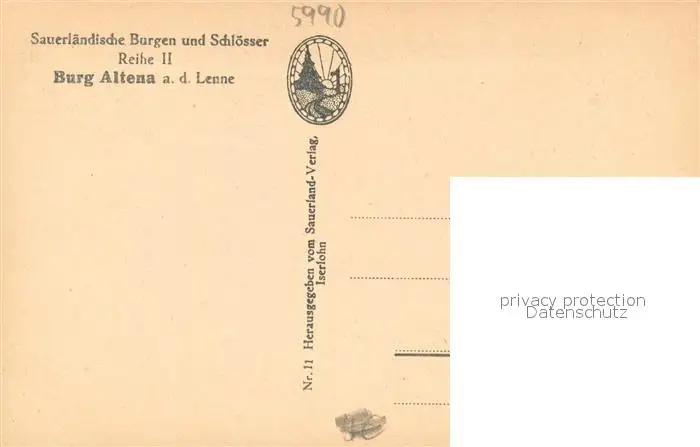 5990
Sauerländische Burgen und Schlösser
Reihe II
Burg Altena a. d. Lenne
Nr. 11 Herausgegeben vom Sauerland-Verlag,
Iserlohn
privacy protection
Datenschutz